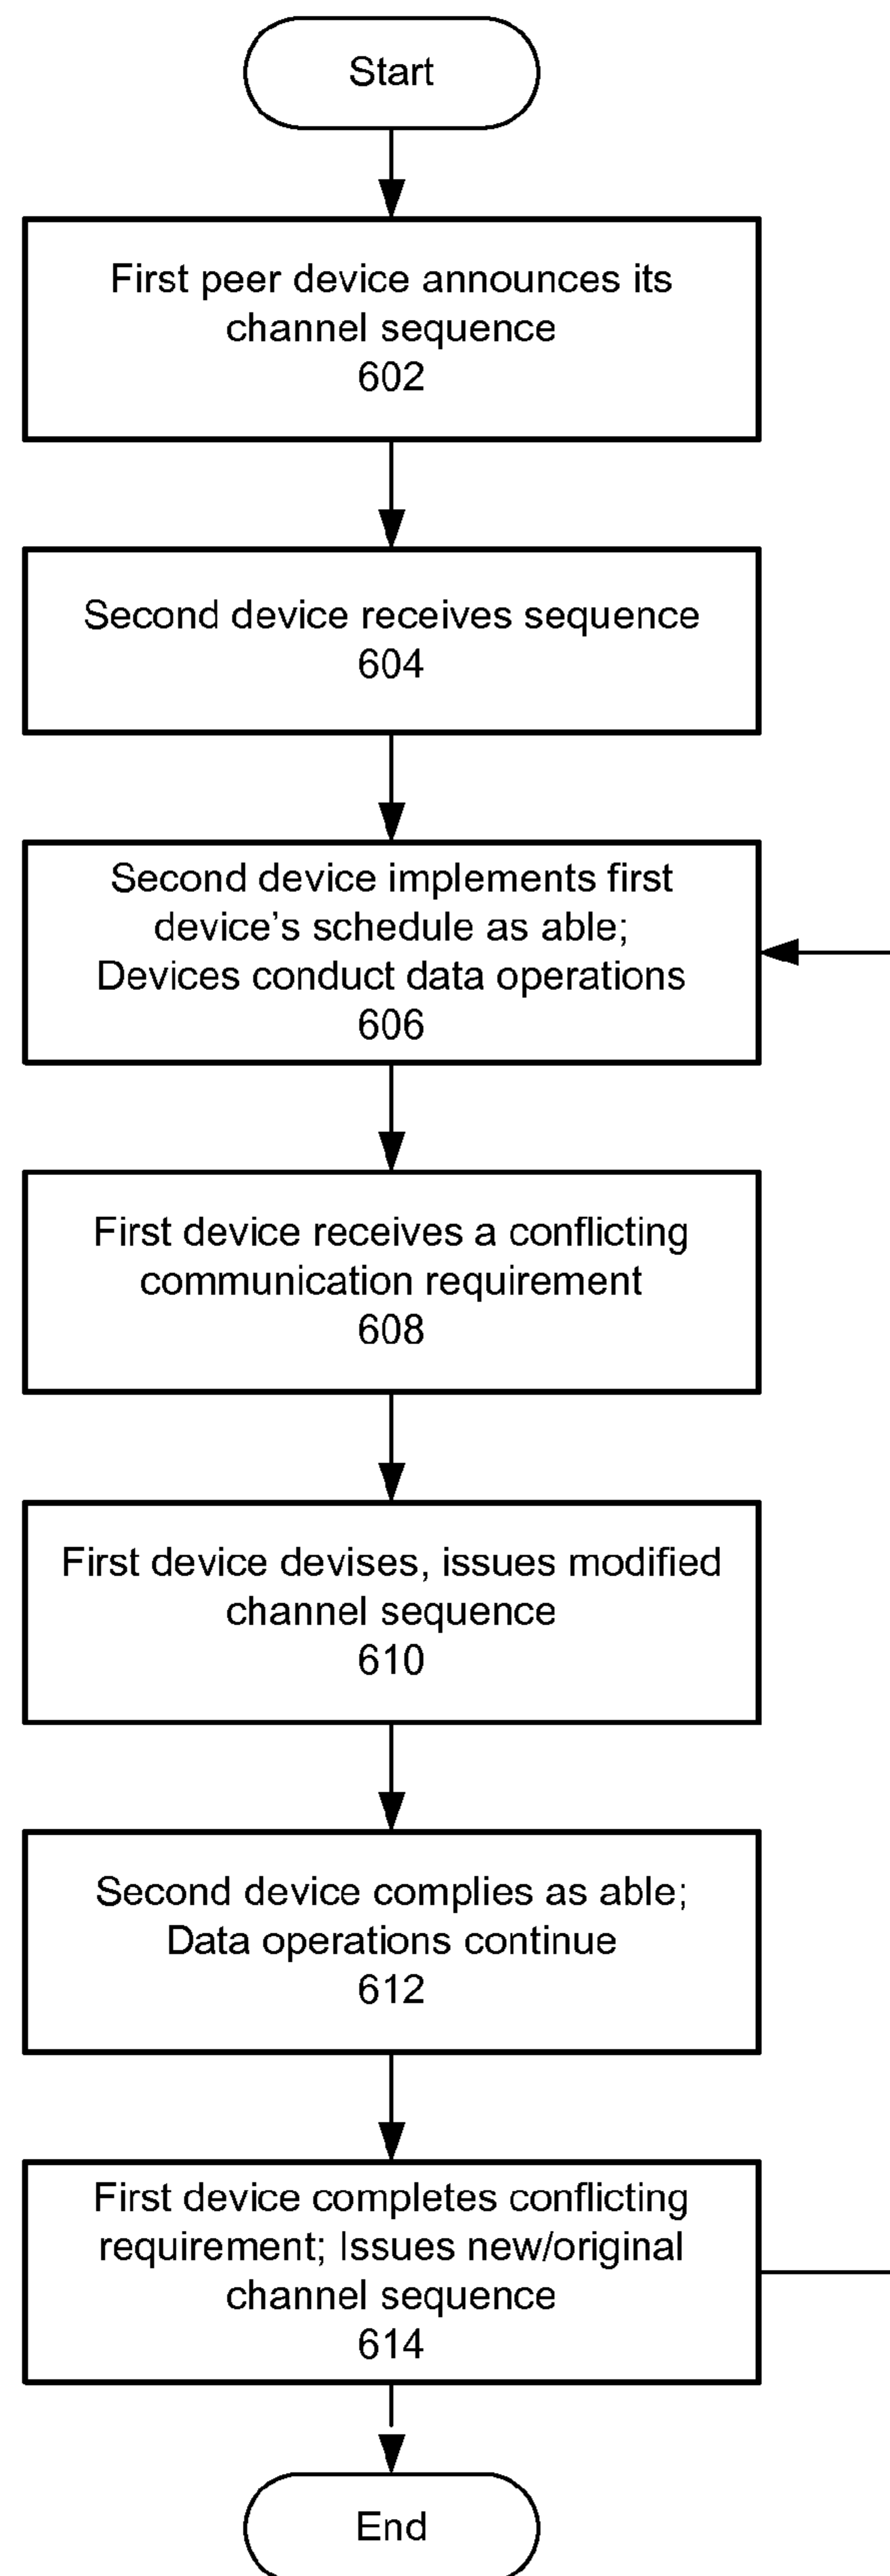 Start
First peer device announces its
channel sequence
602
Second device receives sequence
604
Second device implements first
device's schedule as able;
Devices conduct data operations
606
First device receives a conflicting
communication requirement
608
First device devises, issues modified
channel sequence
610
Second device complies as able;
Data operations continue
612
First device completes conflicting
requirement; Issues new/original
channel sequence
614
End